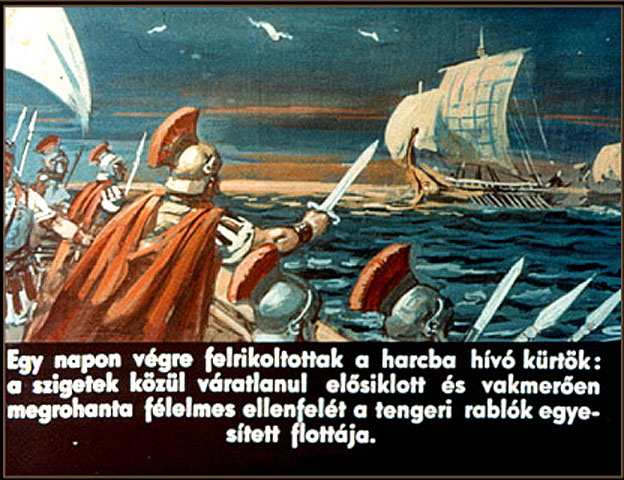 Egy napon végre felrikoltottak a harcba hívó kürtök:
a szigetek közül váratlanul elősiklott és vakmerően
megrohanta félelmes ellenfelét a tengeri rablók egye-
sített flottája.